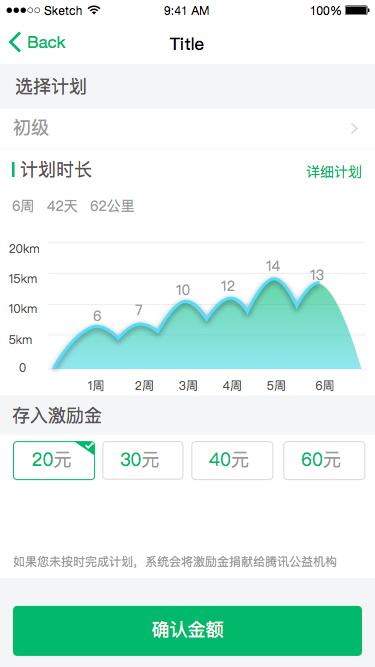 Sketch 9:41 AM 100%
Back Title
选择计划
初级
计划时长 详细计划
6周 42天 62公里
20km
15km
10km
5km
0
6 7 10 12 14 13
1周 2周 3周 4周 5周 6周
存入激励金
20元 30元 40元 60元
如果您未按时完成计划，系统会将激励金捐献给腾讯公益机构
确认金额